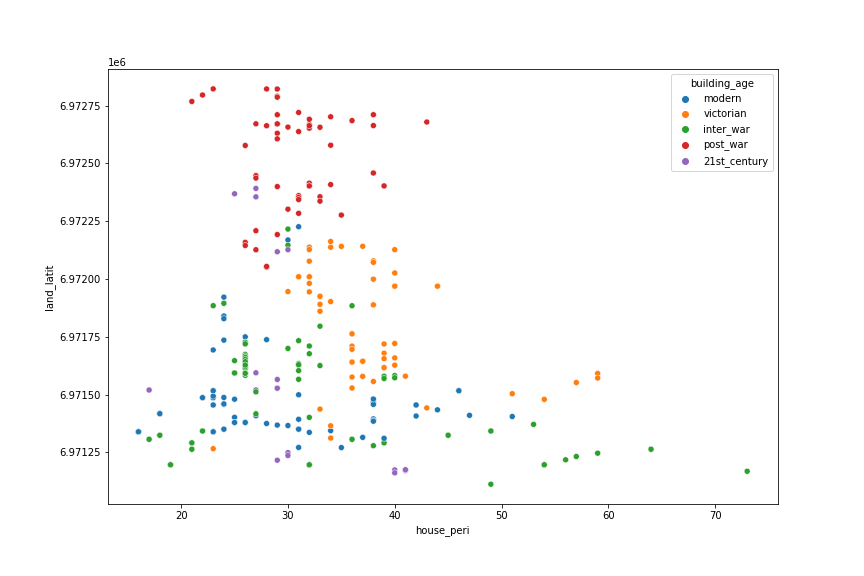 1e6
building_age
modern
victorian
inter_war
post_war
21st_century
6.97275
6.97250
6.97225
6.97200
6.97175
6.97150
6.97125
land_latit
20 30 40 50 60 70
house_peri